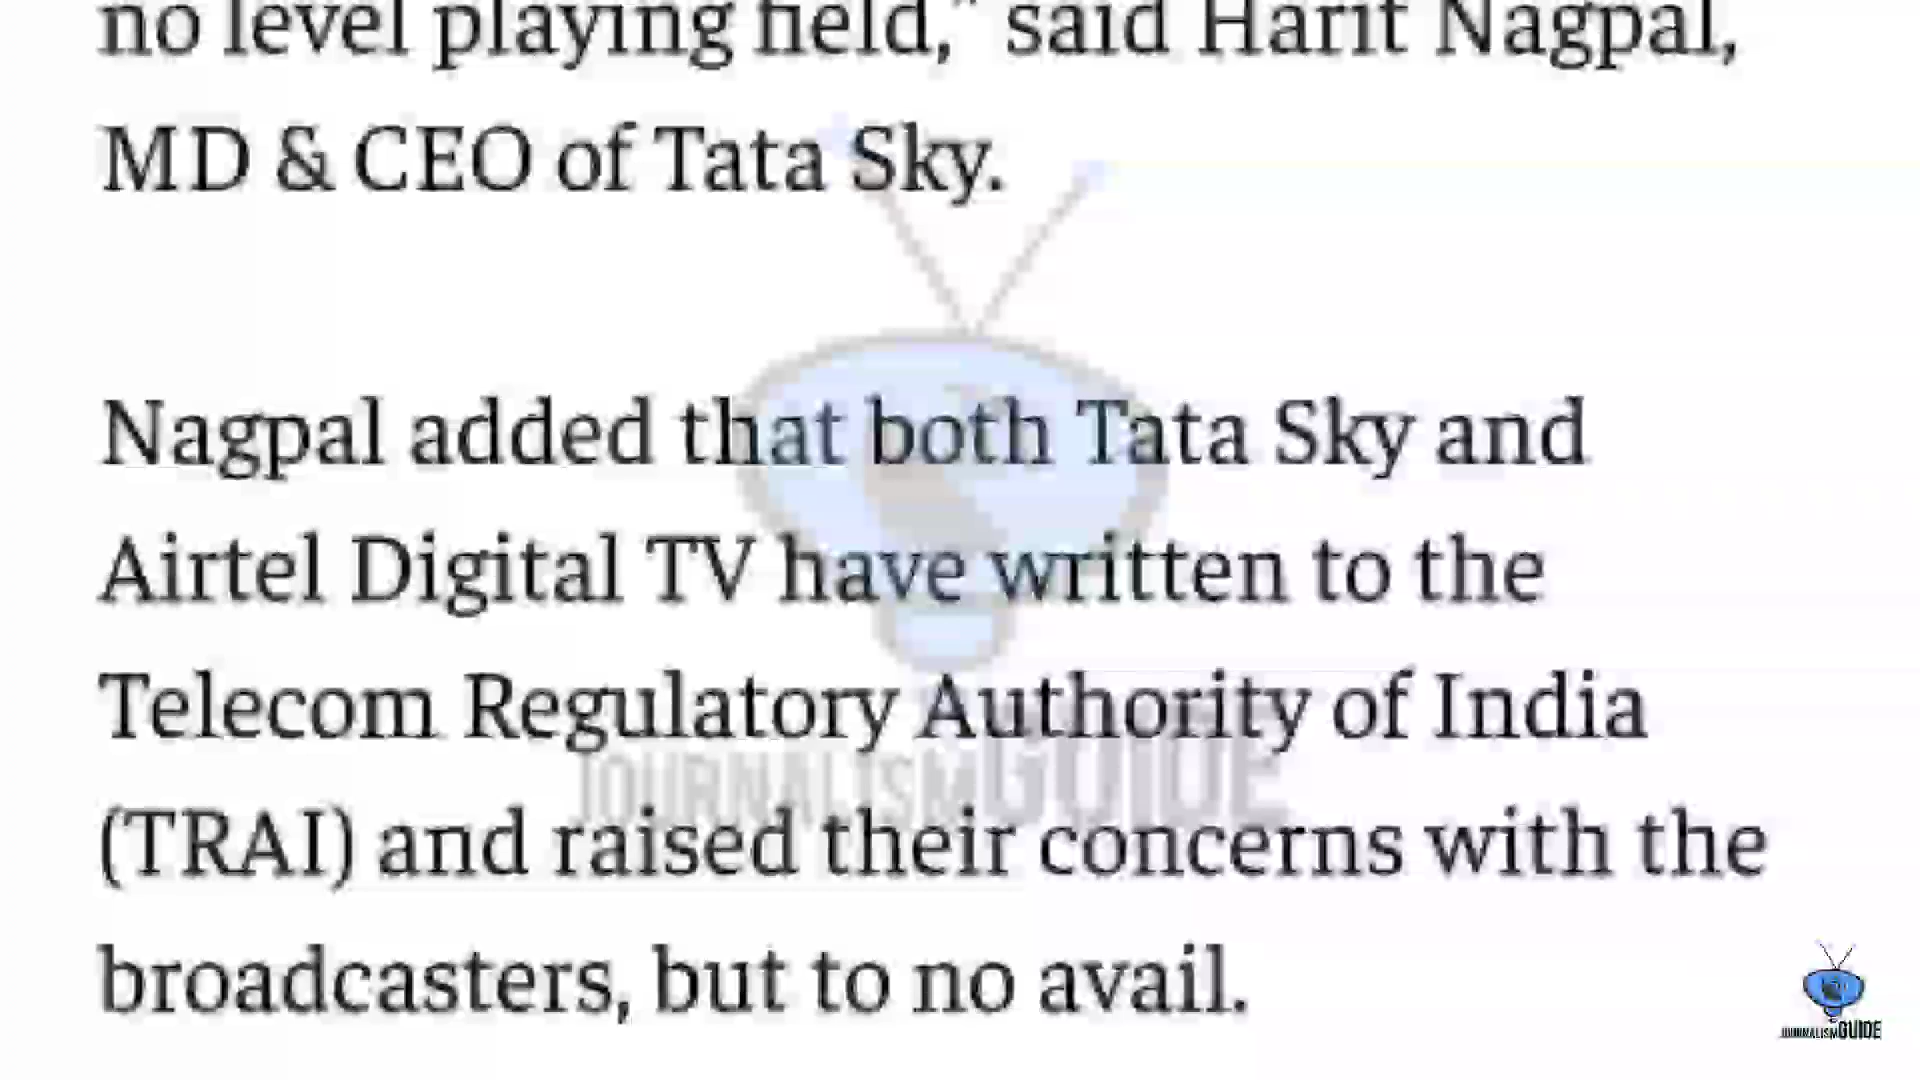 no level playing field," said Harit Nagpal,
MD & CEO of Tata Sky.
Nagpal added that both Tata Sky and
Airtel Digital TV have written to the
Telecom Regulatory Authority of India
JOURNALISMGUIDE
(TRAI) and raised their concerns with the
broadcasters, but to no avail.
JOURNALISMGUIDE